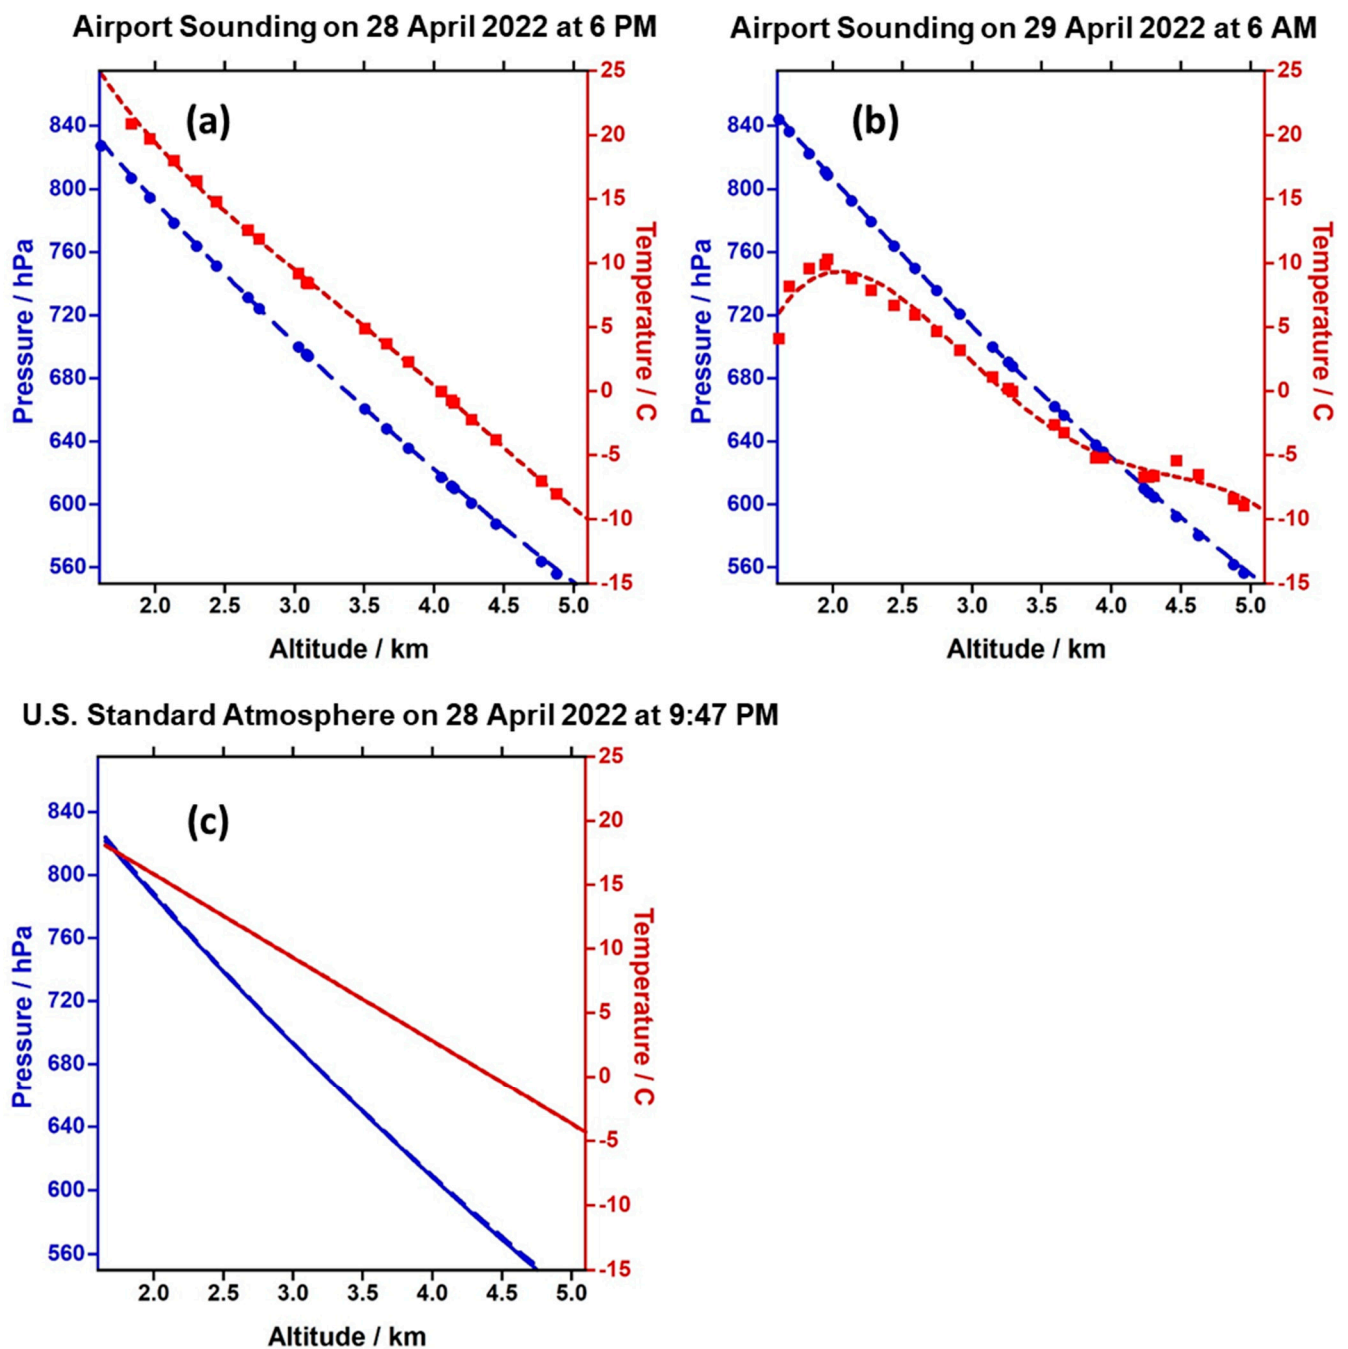 Airport Sounding on 28 April 2022 at 6 PM
(a)
840
800
760
720
680
640
600
560
Pressure / hPa
25
20
15
10
5
0
-5
-10
-15
Temperature / C
2.0 2.5 3.0 3.5 4.0 4.5 5.0
Altitude / km
Airport Sounding on 29 April 2022 at 6 AM
(b)
840
800
760
720
680
640
600
560
Pressure / hPa
25
20
15
10
5
0
-5
-10
-15
Temperature / C
2.0 2.5 3.0 3.5 4.0 4.5 5.0
Altitude / km
U.S. Standard Atmosphere on 28 April 2022 at 9:47 PM
(c)
840
800
760
720
680
640
600
560
Pressure / hPa
25
20
15
10
5
0
-5
-10
-15
Temperature / C
2.0 2.5 3.0 3.5 4.0 4.5 5.0
Altitude / km